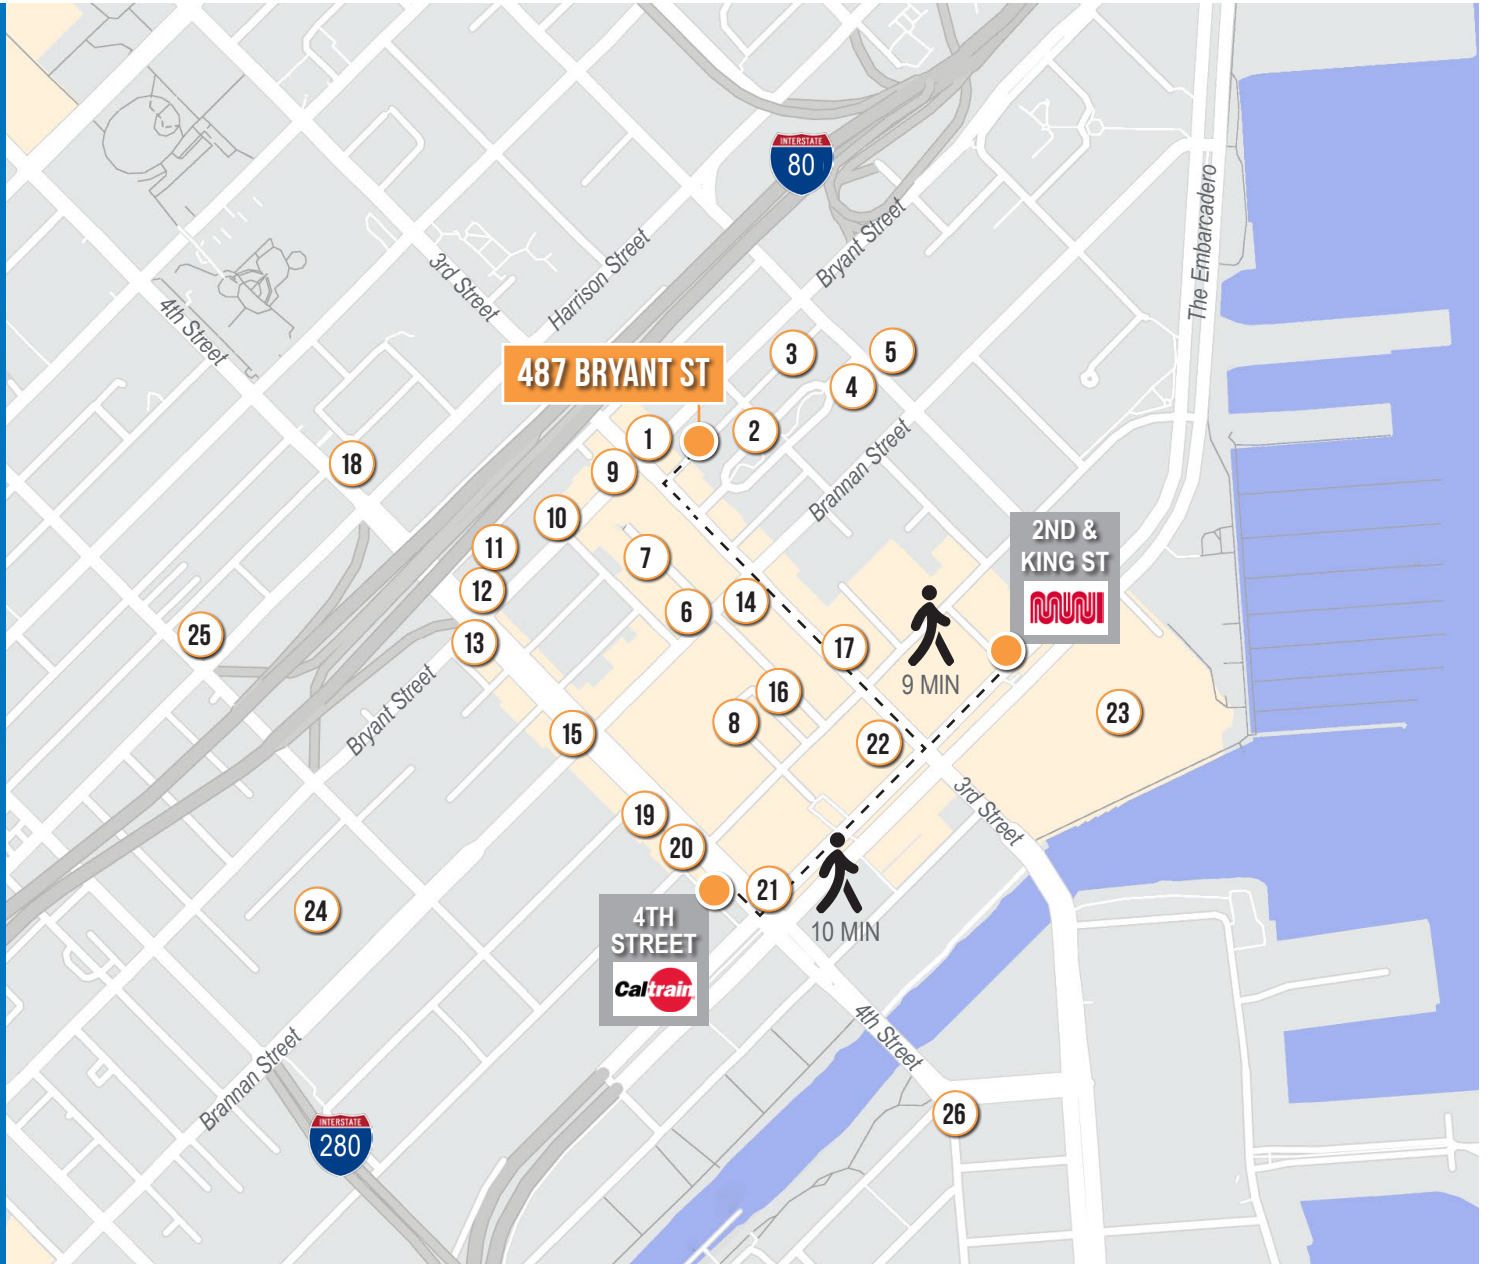 INTERSTATE
80
The Embarcadero
Bryant Street
Harrison Street
3rd Street
4th Street
487 BRYANT ST
3
5
4
1
2
9
18
Brannan Street
10
11
7
12
6
14
2ND &
KING ST
MUNI
25
13
17
9 MIN
16
8
23
Bryant Street
15
22
3rd Street
19
20
21
24
10 MIN
4TH
STREET
Caltrain
4th Street
Brannan Street
26
INTERSTATE
280